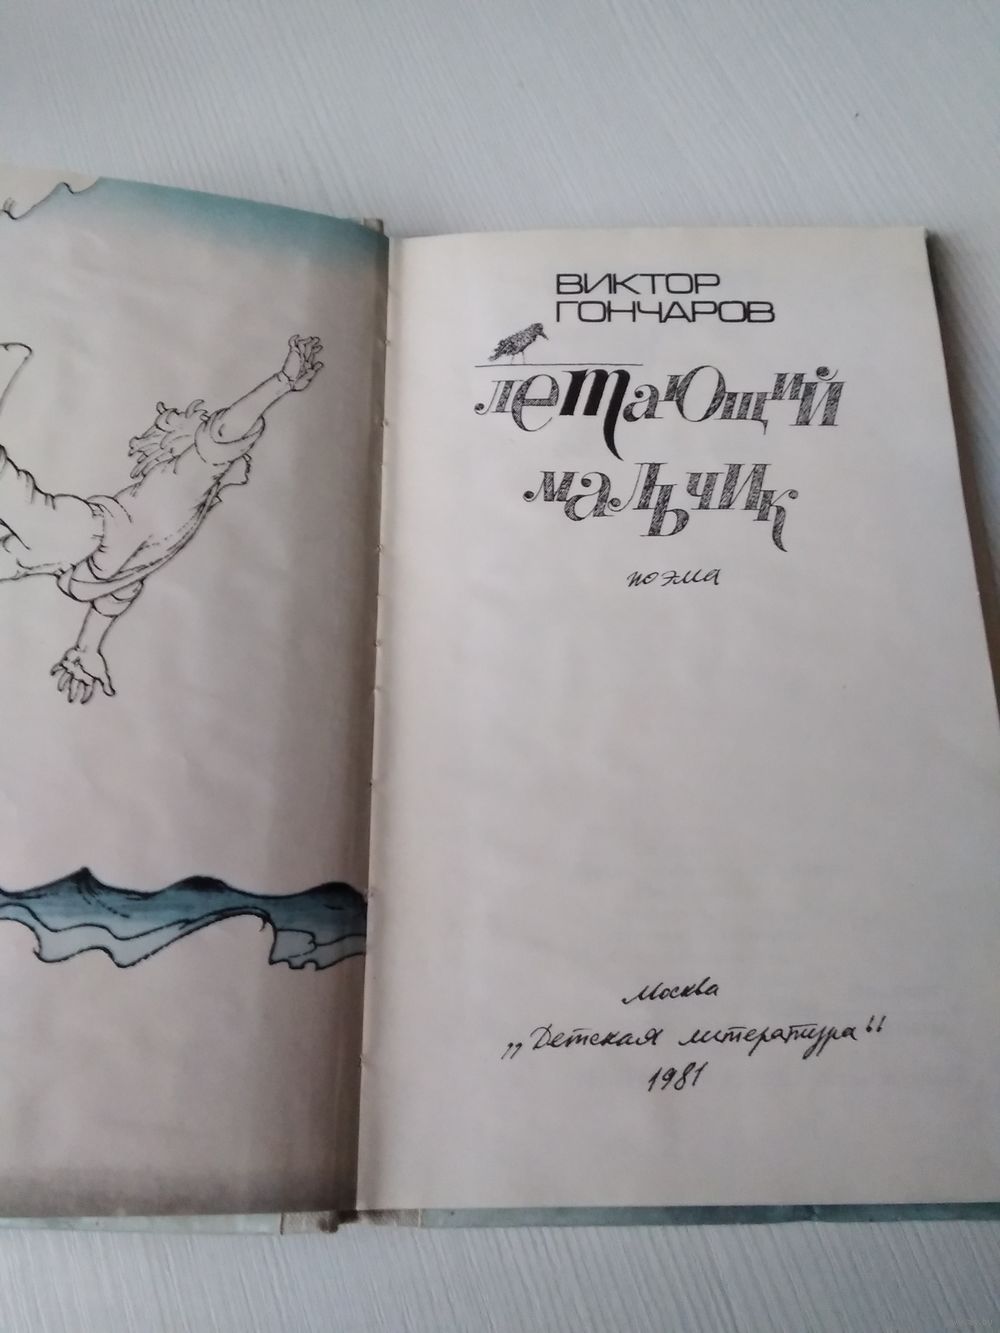 ВИКТОР
ГОНЧАРОВ
летающий
мальчик
поэма
Москва
„Детская литература“
1981